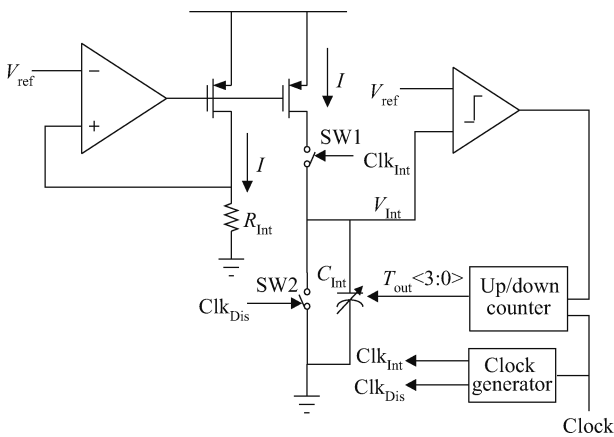 V_ref
−
+
I
I
R_Int
SW1
Clk_Int
V_ref
V_Int
SW2
Clk_Dis
C_Int
T_out<3:0>
Up/down
counter
Clk_Int
Clk_Dis
Clock
generator
Clock